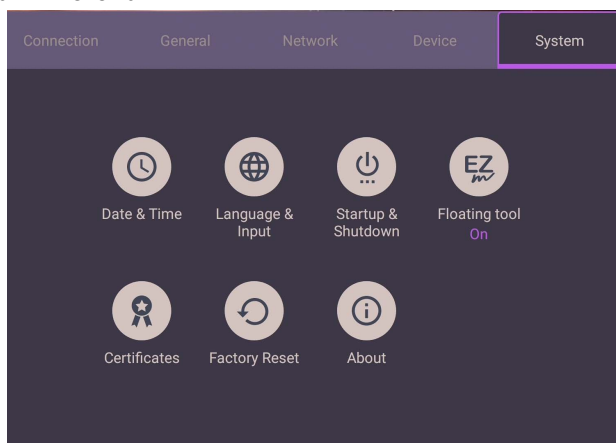 Connection General Network Device System
EZ
m
Date & Time Language & Input Startup & Shutdown Floating tool
On
Certificates Factory Reset About